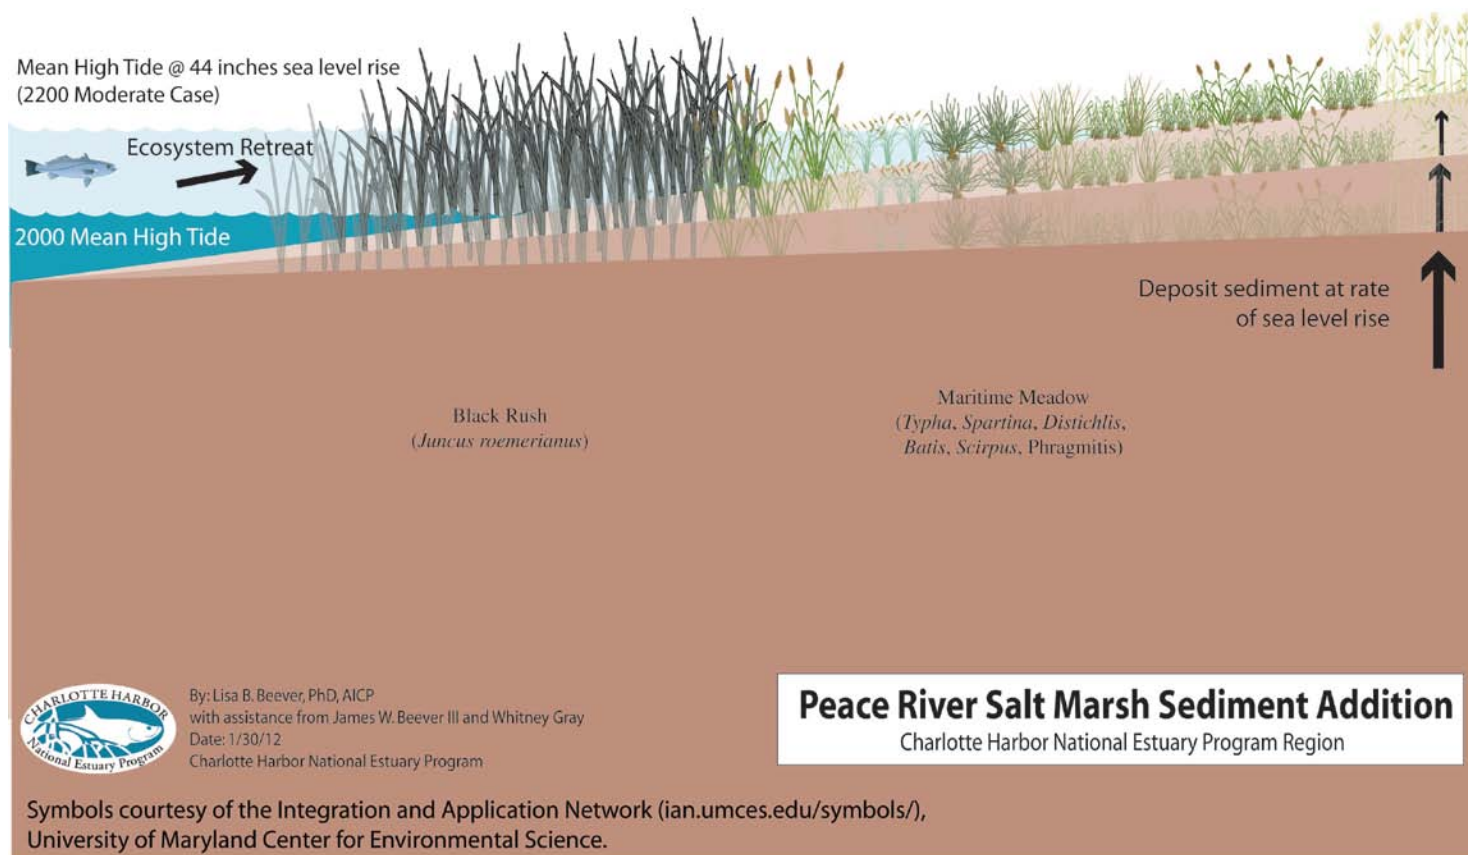 Mean High Tide @ 44 inches sea level rise
(2200 Moderate Case)
Ecosystem Retreat
2000 Mean High Tide
Deposit sediment at rate
of sea level rise
Black Rush
(Juncus roemerianus)
Maritime Meadow
(Typha, Spartina, Distichlis,
Batis, Scirpus, Phragmitis)
CHARLOTTE HARBOR
National Estuary Program
By: Lisa B. Beever, PhD, AICP
with assistance from James W. Beever III and Whitney Gray
Date: 1/30/12
Charlotte Harbor National Estuary Program
Peace River Salt Marsh Sediment Addition
Charlotte Harbor National Estuary Program Region
Symbols courtesy of the Integration and Application Network (ian.umces.edu/symbols/),
University of Maryland Center for Environmental Science.